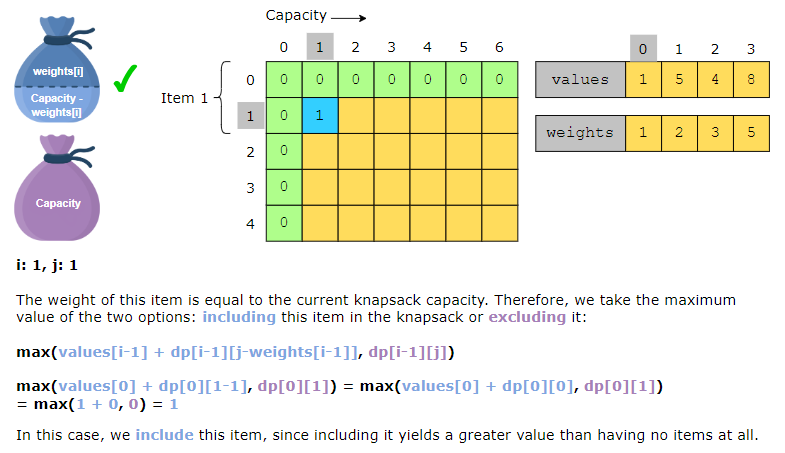 Capacity
0 1 2 3 4 5 6
weights[i]
Capacity -
weights[i]
Capacity
Item 1
0 0 0 0 0 0 0 0
1 0 1
2 0
3 0
4 0
0 1 2 3
values 1 5 4 8
weights 1 2 3 5
i: 1, j: 1
The weight of this item is equal to the current knapsack capacity. Therefore, we take the maximum
value of the two options: including this item in the knapsack or excluding it:
max(values[i-1] + dp[i-1][j-weights[i-1]], dp[i-1][j])
max(values[0] + dp[0][1-1], dp[0][1]) = max(values[0] + dp[0][0], dp[0][1])
= max(1 + 0, 0) = 1
In this case, we include this item, since including it yields a greater value than having no items at all.